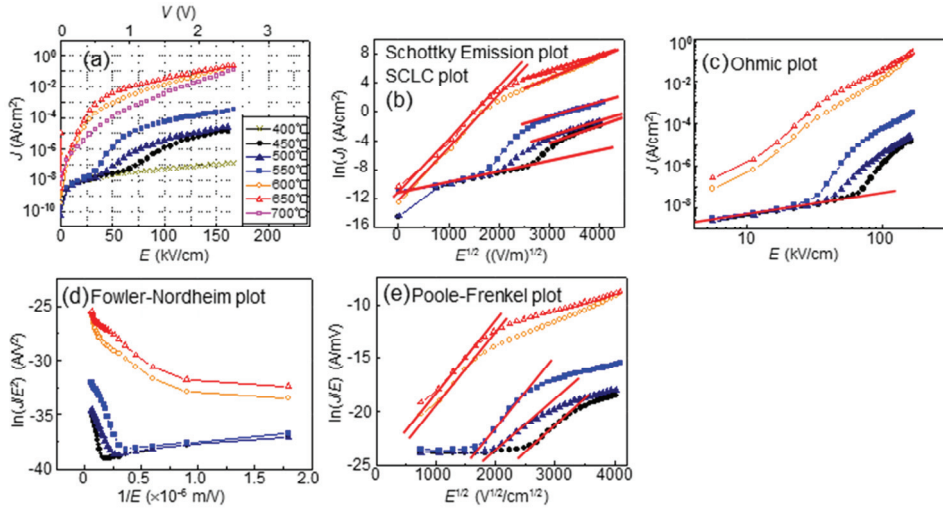 V (V)
0 1 2 3
(a)
J (A/cm²)
10⁰
10⁻²
10⁻⁴
10⁻⁶
10⁻⁸
10⁻¹⁰
400℃
450℃
500℃
550℃
600℃
650℃
700℃
0 50 100 150 200
E (kV/cm)
Schottky Emission plot
SCLC plot
(b)
ln(J) (A/cm²)
8
4
0
-4
-8
-11
-16
0 1000 2000 3000 4000
E^1/2 ((V/m)^1/2)
(c) Ohmic plot
J (A/cm²)
10⁰
10⁻²
10⁻⁴
10⁻⁶
10⁻⁸
10 100
E (kV/cm)
(d) Fowler-Nordheim plot
ln(J/E²) (A/V²)
-25
-30
-35
-40
0 0.5 1.0 1.5 2.0
1/E (×10⁻⁶ m/V)
(e) Poole-Frenkel plot
ln(J/E) (A/mV)
-10
-15
-20
-25
0 1000 2000 3000 4000
E^1/2 (V^1/2/cm^1/2)